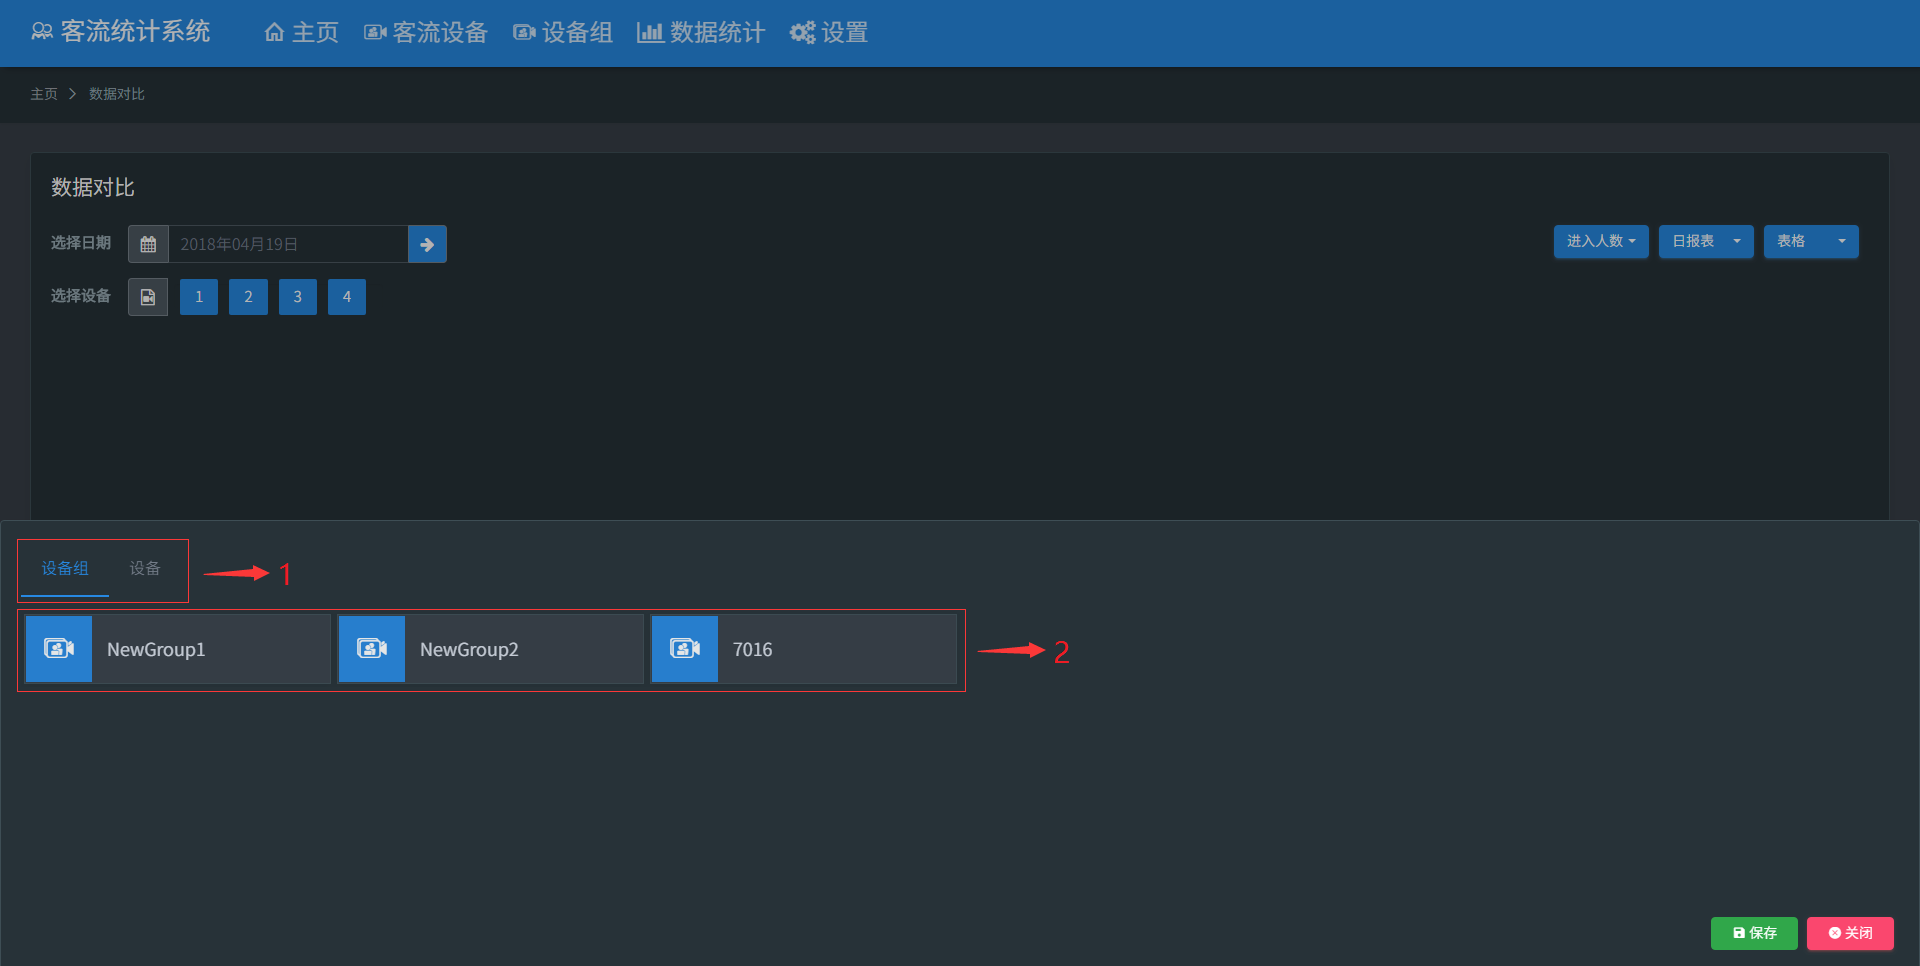 客流统计系统 主页 客流设备 设备组 数据统计 设置
主页 数据对比
数据对比
选择日期 2018年04月19日 进入人数 日报表 表格
选择设备 1 2 3 4
设备组 设备 1
NewGroup1 NewGroup2 7016 2
保存 关闭